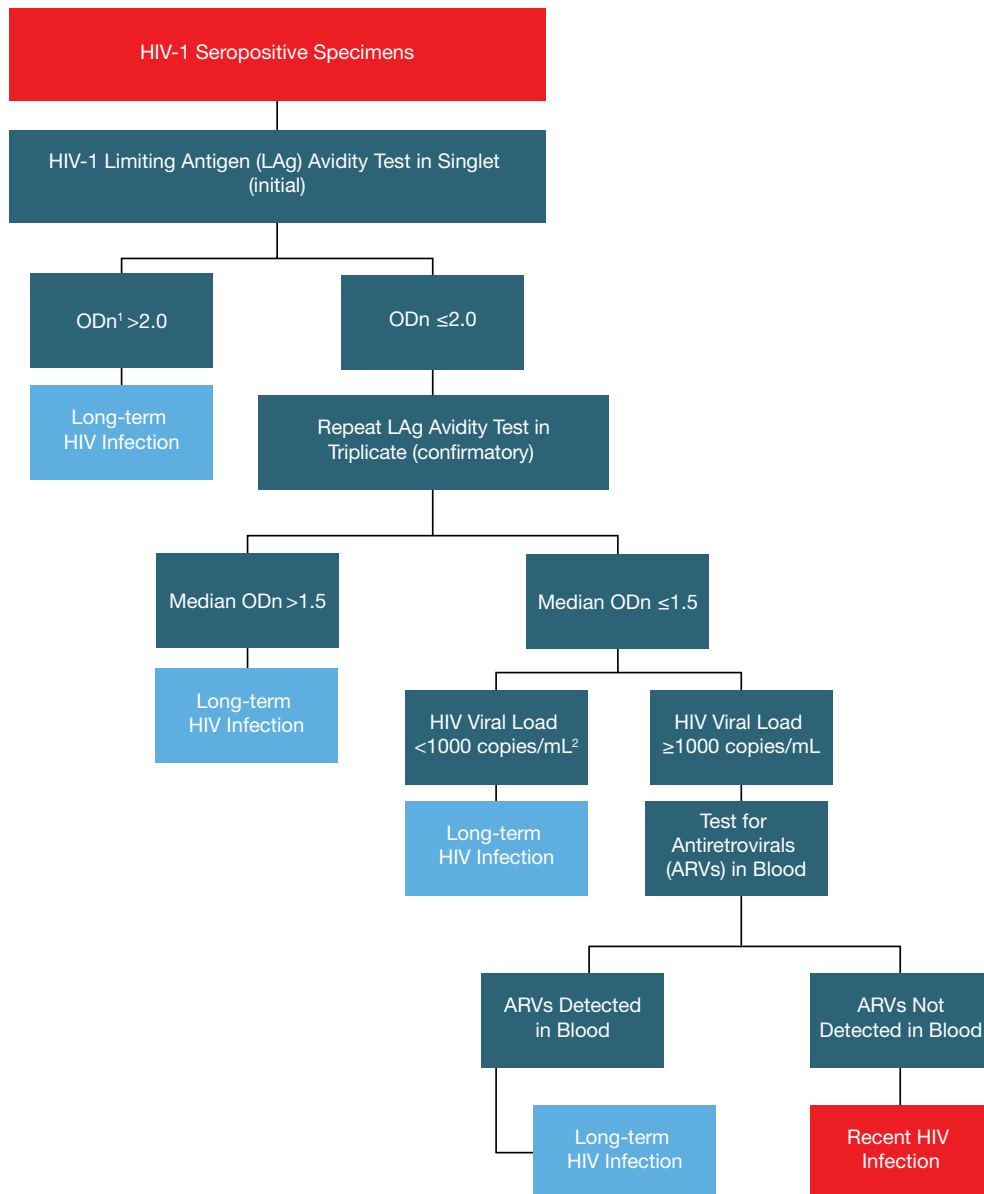 HIV-1 Seropositive Specimens
HIV-1 Limiting Antigen (LAg) Avidity Test in Singlet
(initial)
ODn¹ >2.0
ODn ≤2.0
Long-term
HIV Infection
Repeat LAg Avidity Test in
Triplicate (confirmatory)
Median ODn >1.5
Median ODn ≤1.5
Long-term
HIV Infection
HIV Viral Load
<1000 copies/mL²
HIV Viral Load
≥1000 copies/mL
Long-term
HIV Infection
Test for
Antiretrovirals
(ARVs) in Blood
ARVs Detected
in Blood
ARVs Not
Detected in Blood
Long-term
HIV Infection
Recent HIV
Infection